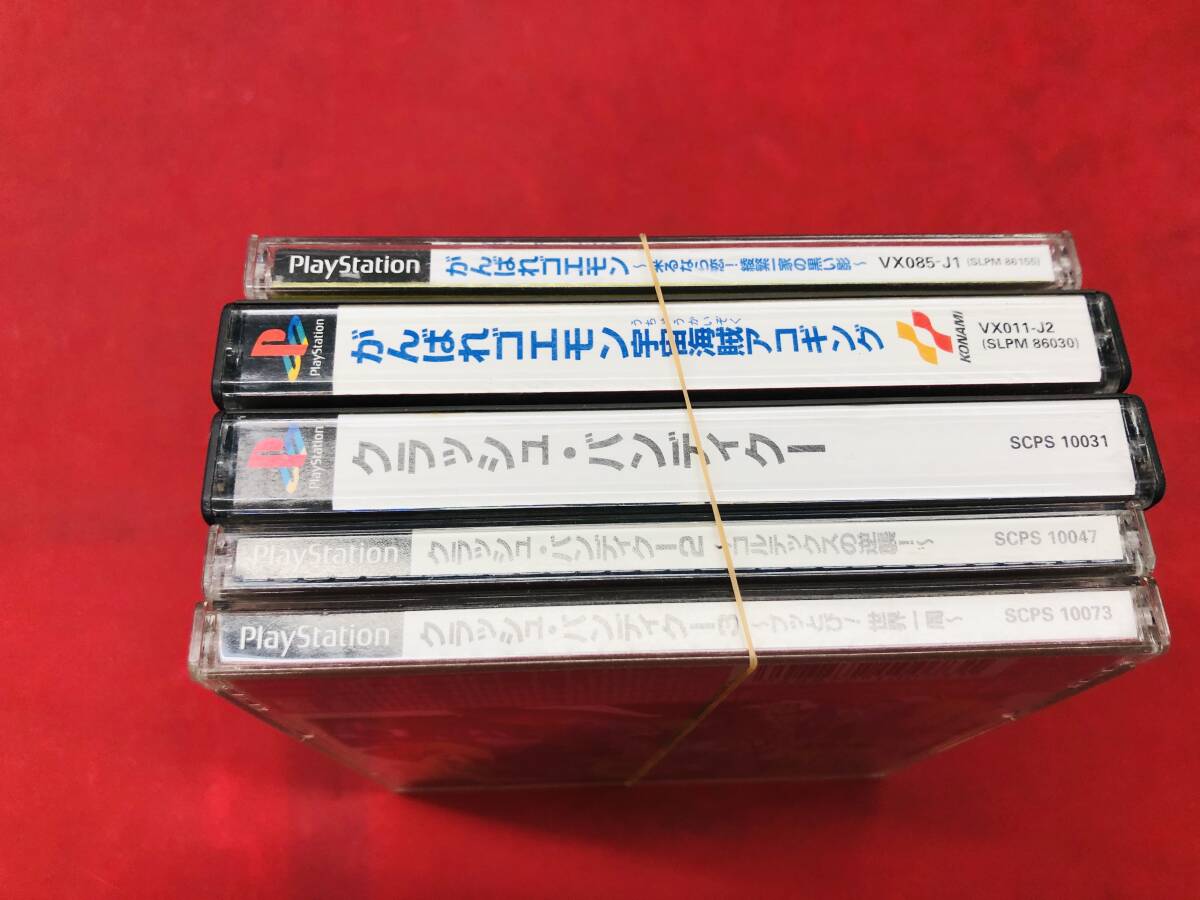 PlayStation がんばれゴエモン ～来るなら恋！綾繁一家の黒い影～ VX085-J1 (SLPM 86155)
PlayStation がんばれゴエモン宇宙海賊アコギング うちゅうかいぞく KONAMI VX011-J2
(SLPM 86030)
PlayStation クラッシュ・バンディクー SCPS 10031
PlayStation クラッシュ・バンディクー2 ～コルテックスの逆襲！～ SCPS 10047
PlayStation クラッシュ・バンディクー3 ～ブッとび！世界一周～ SCPS 10073